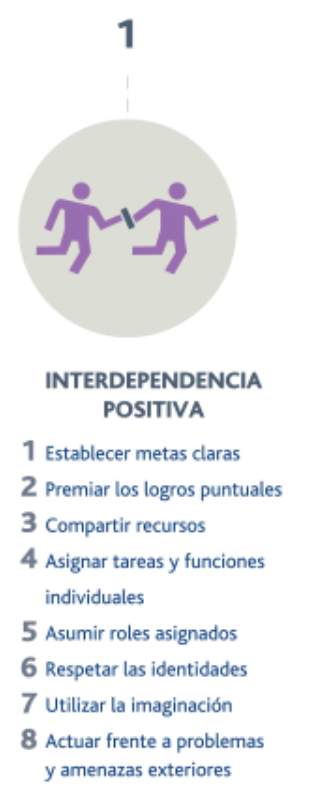 1
INTERDEPENDENCIA
POSITIVA
1 Establecer metas claras
2 Premiar los logros puntuales
3 Compartir recursos
4 Asignar tareas y funciones
individuales
5 Asumir roles asignados
6 Respetar las identidades
7 Utilizar la imaginación
8 Actuar frente a problemas
y amenazas exteriores